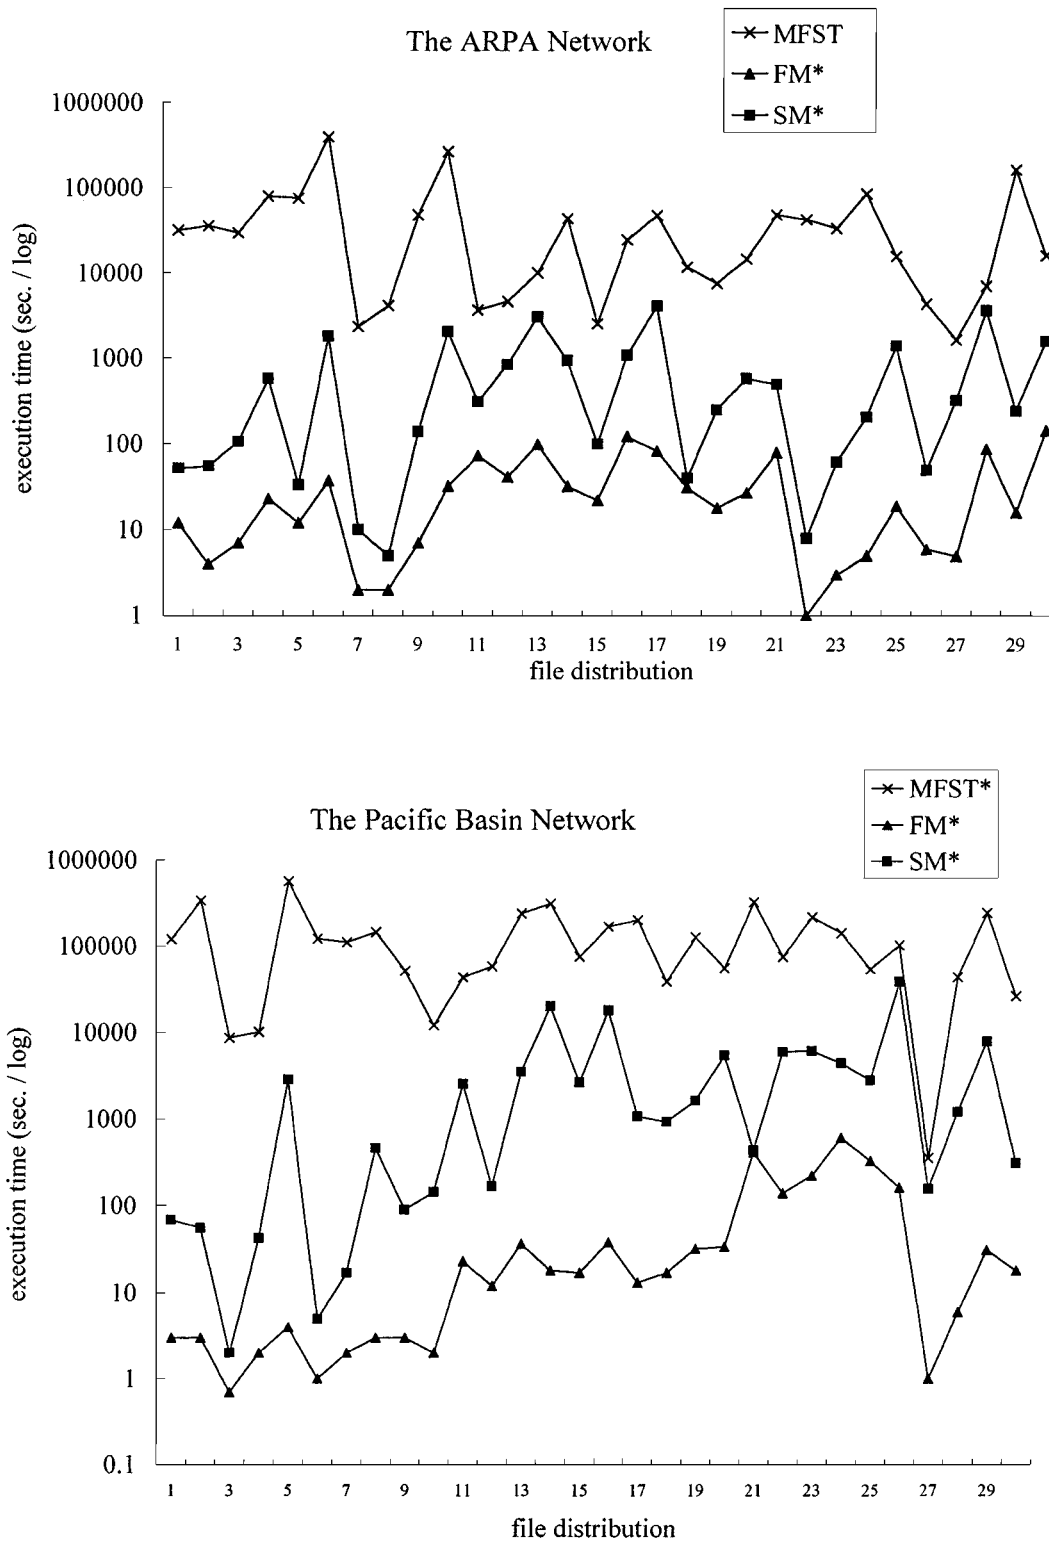 The ARPA Network
MFST
FM*
SM*
1000000
100000
10000
1000
100
10
1
execution time (sec. / log)
1 3 5 7 9 11 13 15 17 19 21 23 25 27 29
file distribution
The Pacific Basin Network
MFST*
FM*
SM*
1000000
100000
10000
1000
100
10
1
0.1
execution time (sec. / log)
1 3 5 7 9 11 13 15 17 19 21 23 25 27 29
file distribution